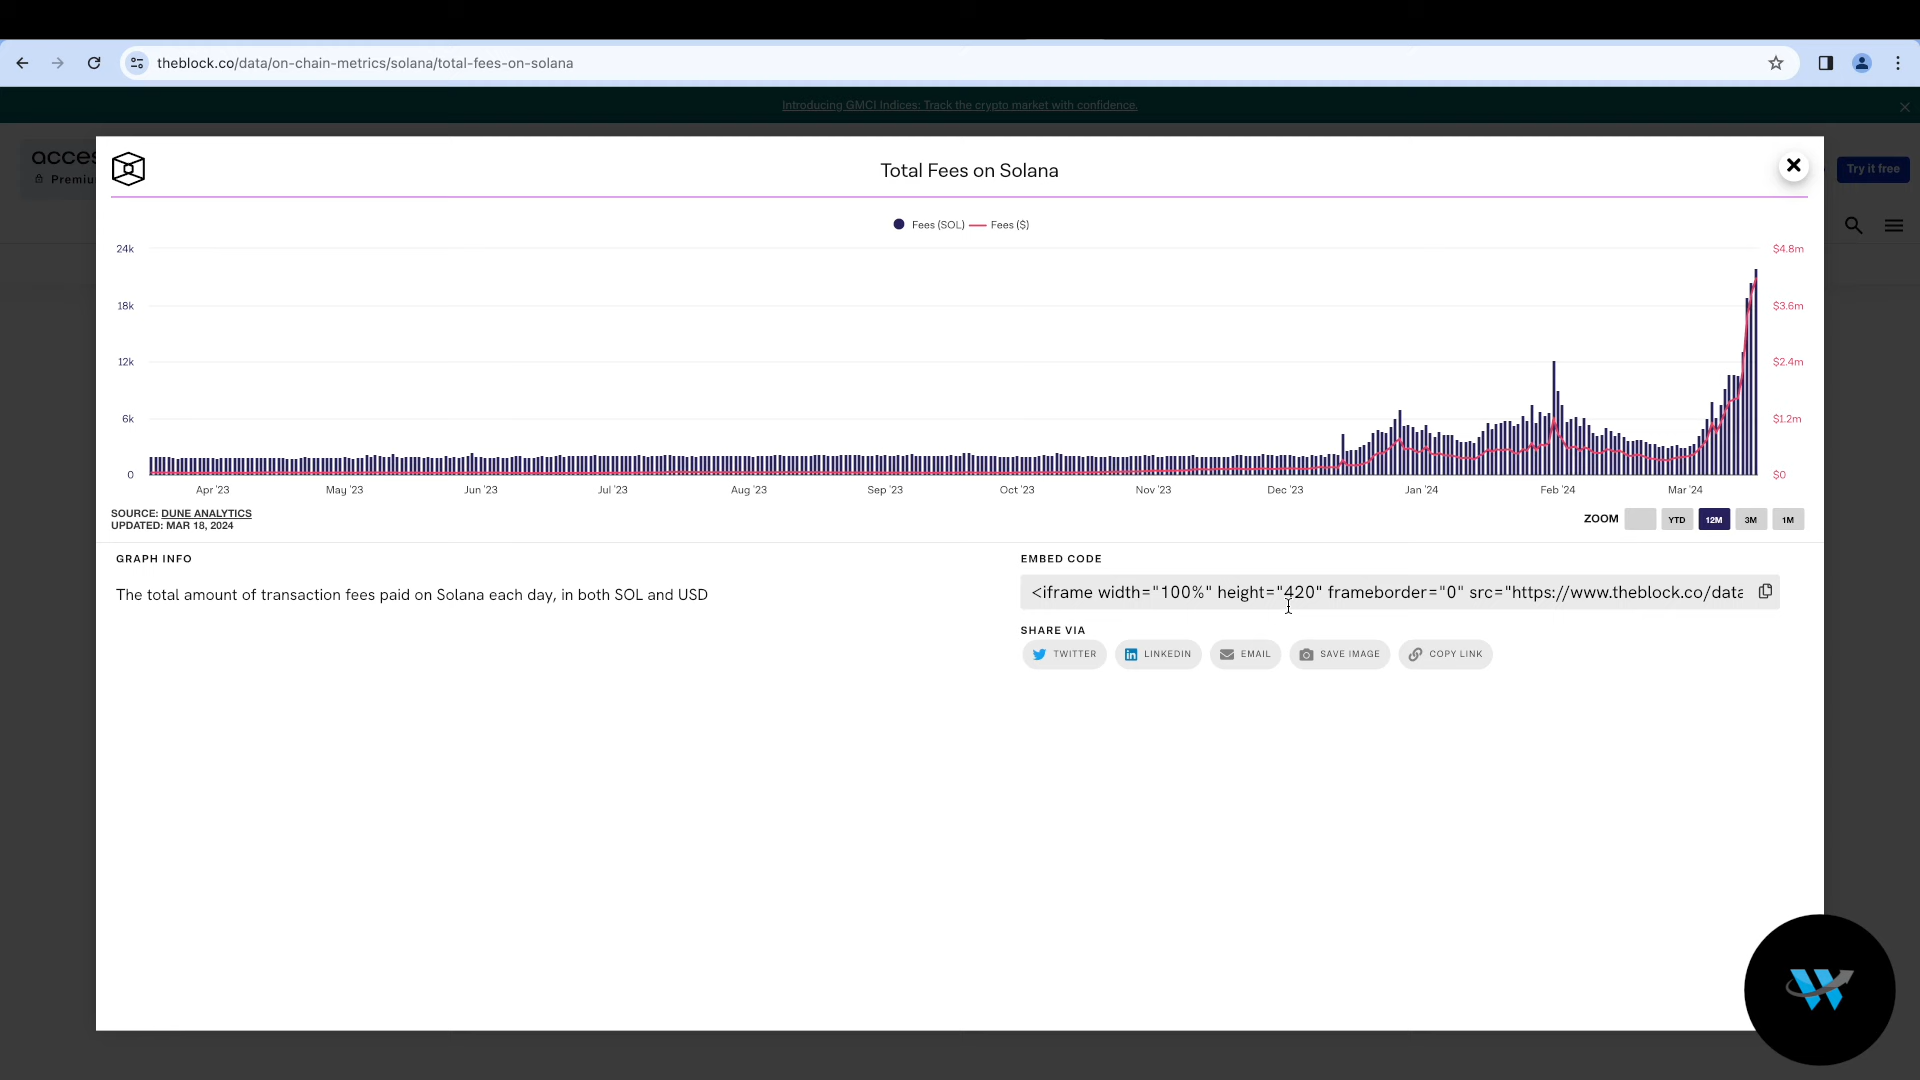 theblock.co/data/on-chain-metrics/solana/total-fees-on-solana
Introducing GMCI Indices: Track the crypto market with confidence.
acces
Premiu
Try it free
Total Fees on Solana
Fees (SOL) Fees ($)
24k
18k
12k
6k
0
$4.8m
$3.6m
$2.4m
$1.2m
$0
Apr '23 May '23 Jun '23 Jul '23 Aug '23 Sep '23 Oct '23 Nov '23 Dec '23 Jan '24 Feb '24 Mar '24
SOURCE: DUNE ANALYTICS
UPDATED: MAR 18, 2024
ZOOM YTD 12M 3M 1M
GRAPH INFO
The total amount of transaction fees paid on Solana each day, in both SOL and USD
EMBED CODE
<iframe width="100%" height="420" frameborder="0" src="https://www.theblock.co/data
SHARE VIA
TWITTER LINKEDIN EMAIL SAVE IMAGE COPY LINK
W